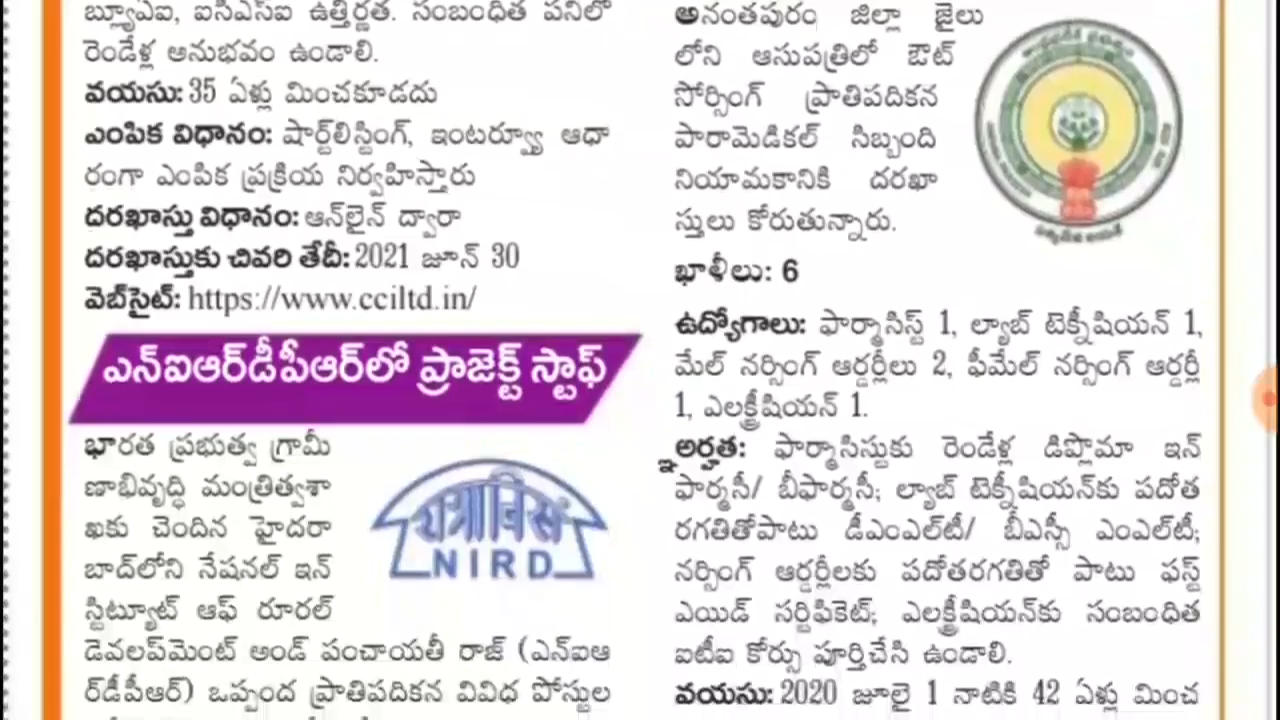 బ్ల్యూఏఐ, ఐసీఎస్ఐ ఉత్తీర్ణత. సంబంధిత పనిలో
రెండేళ్ల అనుభవం ఉండాలి.
వయసు: 35 ఏళ్లు మించకూడదు
ఎంపిక విధానం: షార్ట్‌లిస్టింగ్, ఇంటర్వ్యూ ఆధా
రంగా ఎంపిక ప్రక్రియ నిర్వహిస్తారు
దరఖాస్తు విధానం: ఆన్‌లైన్ ద్వారా
దరఖాస్తుకు చివరి తేదీ: 2021 జూన్ 30
వెబ్‌సైట్: https://www.cciltd.in/
ఎన్ఐఆర్‌డీపీఆర్‌లో ప్రాజెక్ట్ స్టాఫ్
భారత ప్రభుత్వ గ్రామీ
ణాభివృద్ధి మంత్రిత్వశా
ఖకు చెందిన హైదరా
బాద్‌లోని నేషనల్ ఇన్
స్టిట్యూట్ ఆఫ్ రూరల్
డెవలప్‌మెంట్ అండ్ పంచాయతీ రాజ్ (ఎన్ఐఆ
ర్‌డీపీఆర్) ఒప్పంద ప్రాతిపదికన వివిధ పోస్టుల
NIRD
అనంతపురం జిల్లా జైలు
లోని ఆసుపత్రిలో ఔట్
సోర్సింగ్ ప్రాతిపదికన
పారామెడికల్ సిబ్బంది
నియామకానికి దరఖా
స్తులు కోరుతున్నారు.
ఖాళీలు: 6
ఉద్యోగాలు: ఫార్మాసిస్ట్ 1, ల్యాబ్ టెక్నీషియన్ 1,
మేల్ నర్సింగ్ ఆర్డర్లీలు 2, ఫీమేల్ నర్సింగ్ ఆర్డర్లీ
1, ఎలక్ట్రీషియన్ 1.
అర్హత: ఫార్మాసిస్టుకు రెండేళ్ల డిప్లొమా ఇన్
ఫార్మసీ/ బీఫార్మసీ; ల్యాబ్ టెక్నీషియన్‌కు పదోత
రగతితోపాటు డీఎంఎల్‌టీ/ బీఎస్సీ ఎంఎల్‌టీ;
నర్సింగ్ ఆర్డర్లీలకు పదోతరగతితో పాటు ఫస్ట్
ఎయిడ్ సర్టిఫికెట్; ఎలక్ట్రీషియన్‌కు సంబంధిత
ఐటీఐ కోర్సు పూర్తిచేసి ఉండాలి.
వయసు: 2020 జూలై 1 నాటికి 42 ఏళ్లు మించ